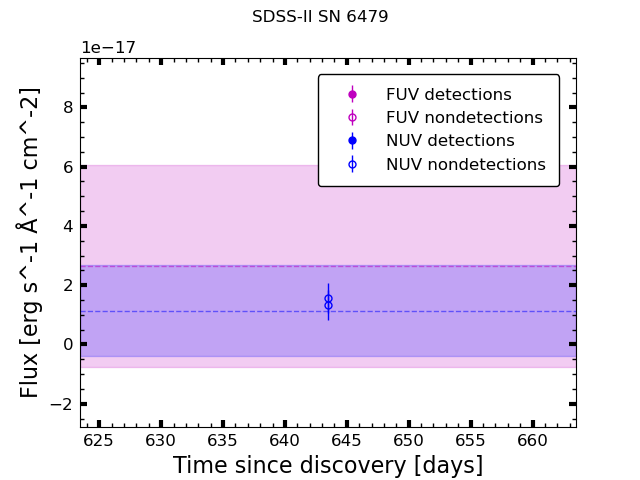 SDSS-II SN 6479
1e−17
FUV detections
FUV nondetections
NUV detections
NUV nondetections
8
6
4
2
0
−2
625 630 635 640 645 650 655 660
Time since discovery [days]
Flux [erg s^-1 Å^-1 cm^-2]